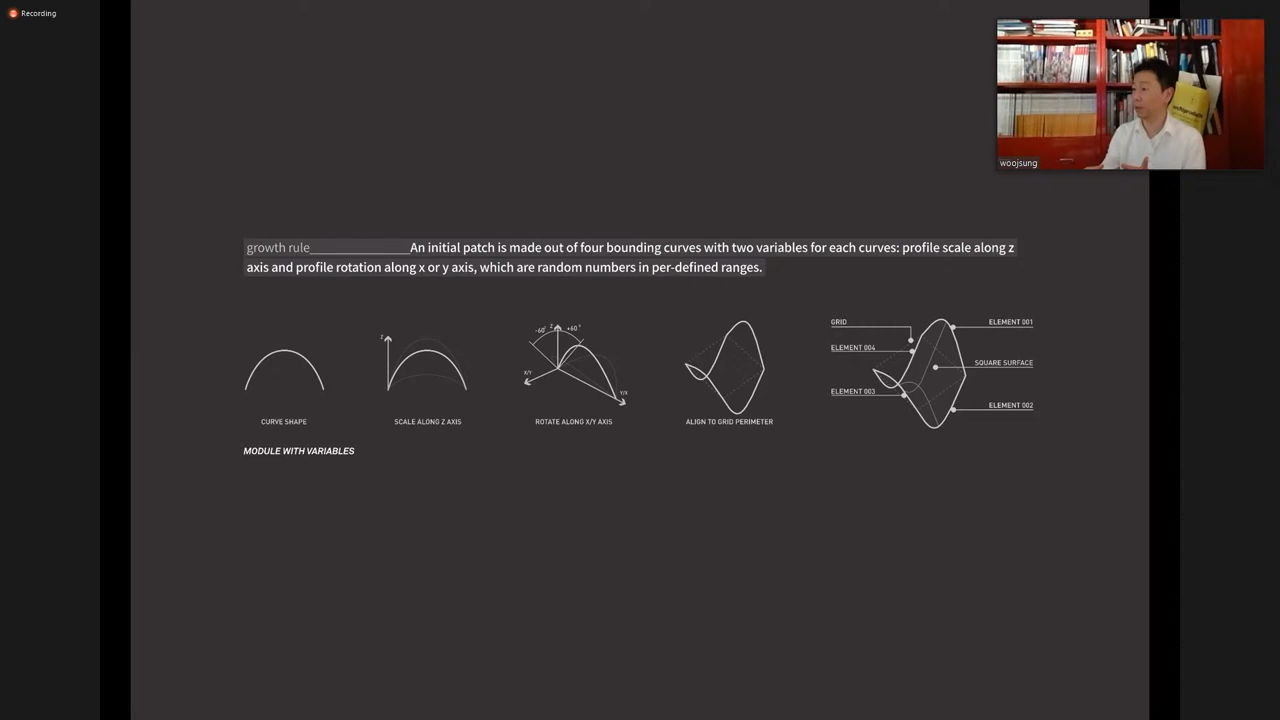 Recording
woojsung
growth rule______________An initial patch is made out of four bounding curves with two variables for each curves: profile scale along z
axis and profile rotation along x or y axis, which are random numbers in per-defined ranges.
CURVE SHAPE
Z
SCALE ALONG Z AXIS
-60°
Z
+60°
X/Y
Y/X
ROTATE ALONG X/Y AXIS
ALIGN TO GRID PERIMETER
GRID
ELEMENT 001
ELEMENT 004
SQUARE SURFACE
ELEMENT 003
ELEMENT 002
MODULE WITH VARIABLES